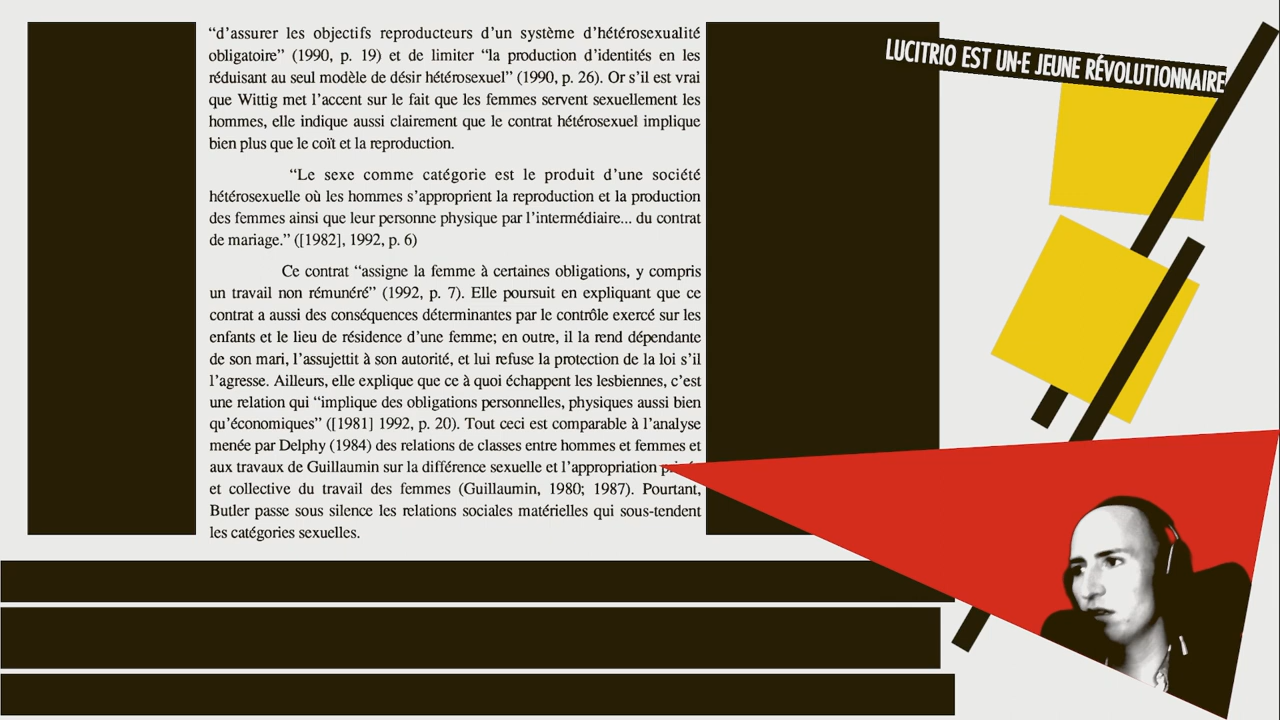 “d’assurer les objectifs reproducteurs d’un système d’hétérosexualité
obligatoire” (1990, p. 19) et de limiter “la production d’identités en les
réduisant au seul modèle de désir hétérosexuel” (1990, p. 26). Or s’il est vrai
que Wittig met l’accent sur le fait que les femmes servent sexuellement les
hommes, elle indique aussi clairement que le contrat hétérosexuel implique
bien plus que le coït et la reproduction.
“Le sexe comme catégorie est le produit d’une société
hétérosexuelle où les hommes s’approprient la reproduction et la production
des femmes ainsi que leur personne physique par l’intermédiaire... du contrat
de mariage.” ([1982], 1992, p. 6)
Ce contrat “assigne la femme à certaines obligations, y compris
un travail non rémunéré” (1992, p. 7). Elle poursuit en expliquant que ce
contrat a aussi des conséquences déterminantes par le contrôle exercé sur les
enfants et le lieu de résidence d’une femme; en outre, il la rend dépendante
de son mari, l’assujettit à son autorité, et lui refuse la protection de la loi s’il
l’agresse. Ailleurs, elle explique que ce à quoi échappent les lesbiennes, c’est
une relation qui “implique des obligations personnelles, physiques aussi bien
qu’économiques” ([1981] 1992, p. 20). Tout ceci est comparable à l’analyse
menée par Delphy (1984) des relations de classes entre hommes et femmes et
aux travaux de Guillaumin sur la différence sexuelle et l’appropriation
et collective du travail des femmes (Guillaumin, 1980; 1987). Pourtant,
Butler passe sous silence les relations sociales matérielles qui sous-tendent
les catégories sexuelles.
LUCITRIO EST UN·E JEUNE RÉVOLUTIONNAIRE